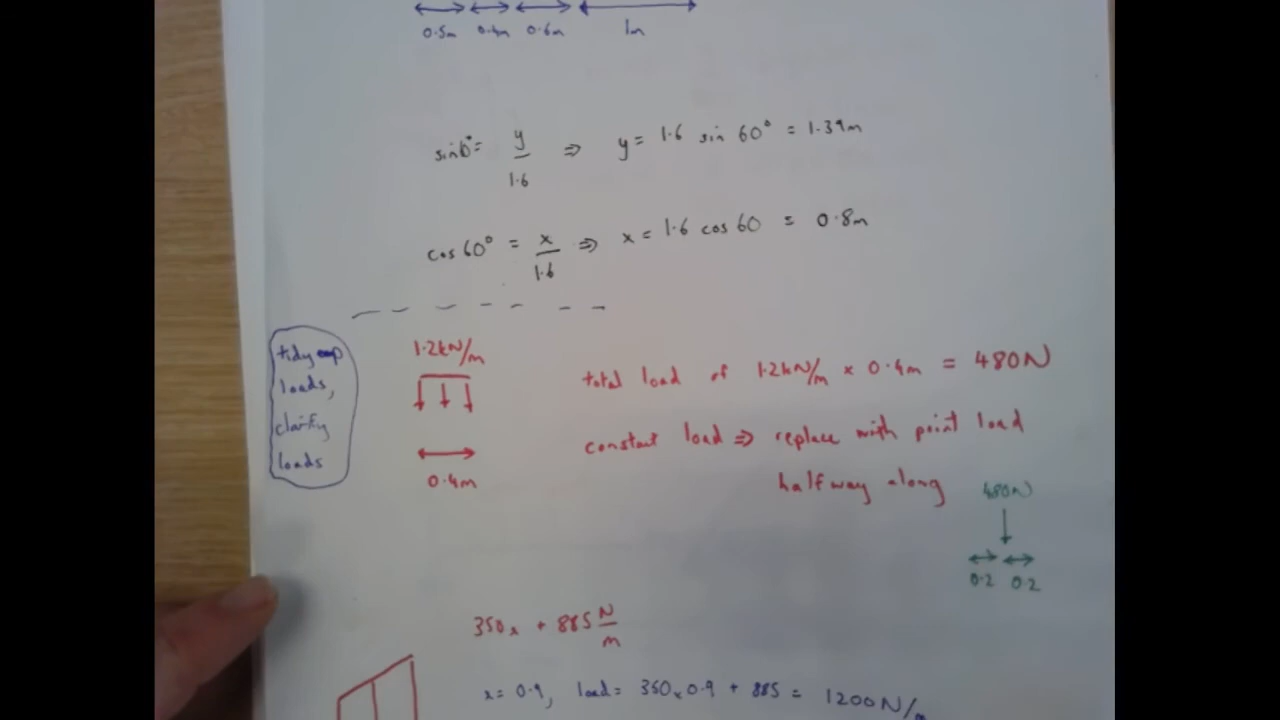 0.5m 0.4m 0.6m 1m
y = 1.6 sin 60° = 1.39m
1.6
cos 60° = x/1.6 ⇒ x = 1.6 cos 60 = 0.8m
tidy up
loads,
clarify
loads
1.2kN/m
0.4m
total load of 1.2kN/m × 0.4m = 480N
constant load ⇒ replace with point load
halfway along
480N
0.2 0.2
350x + 885 N/m
x = 0.9, load = 350×0.9 + 885 = 1200N/m